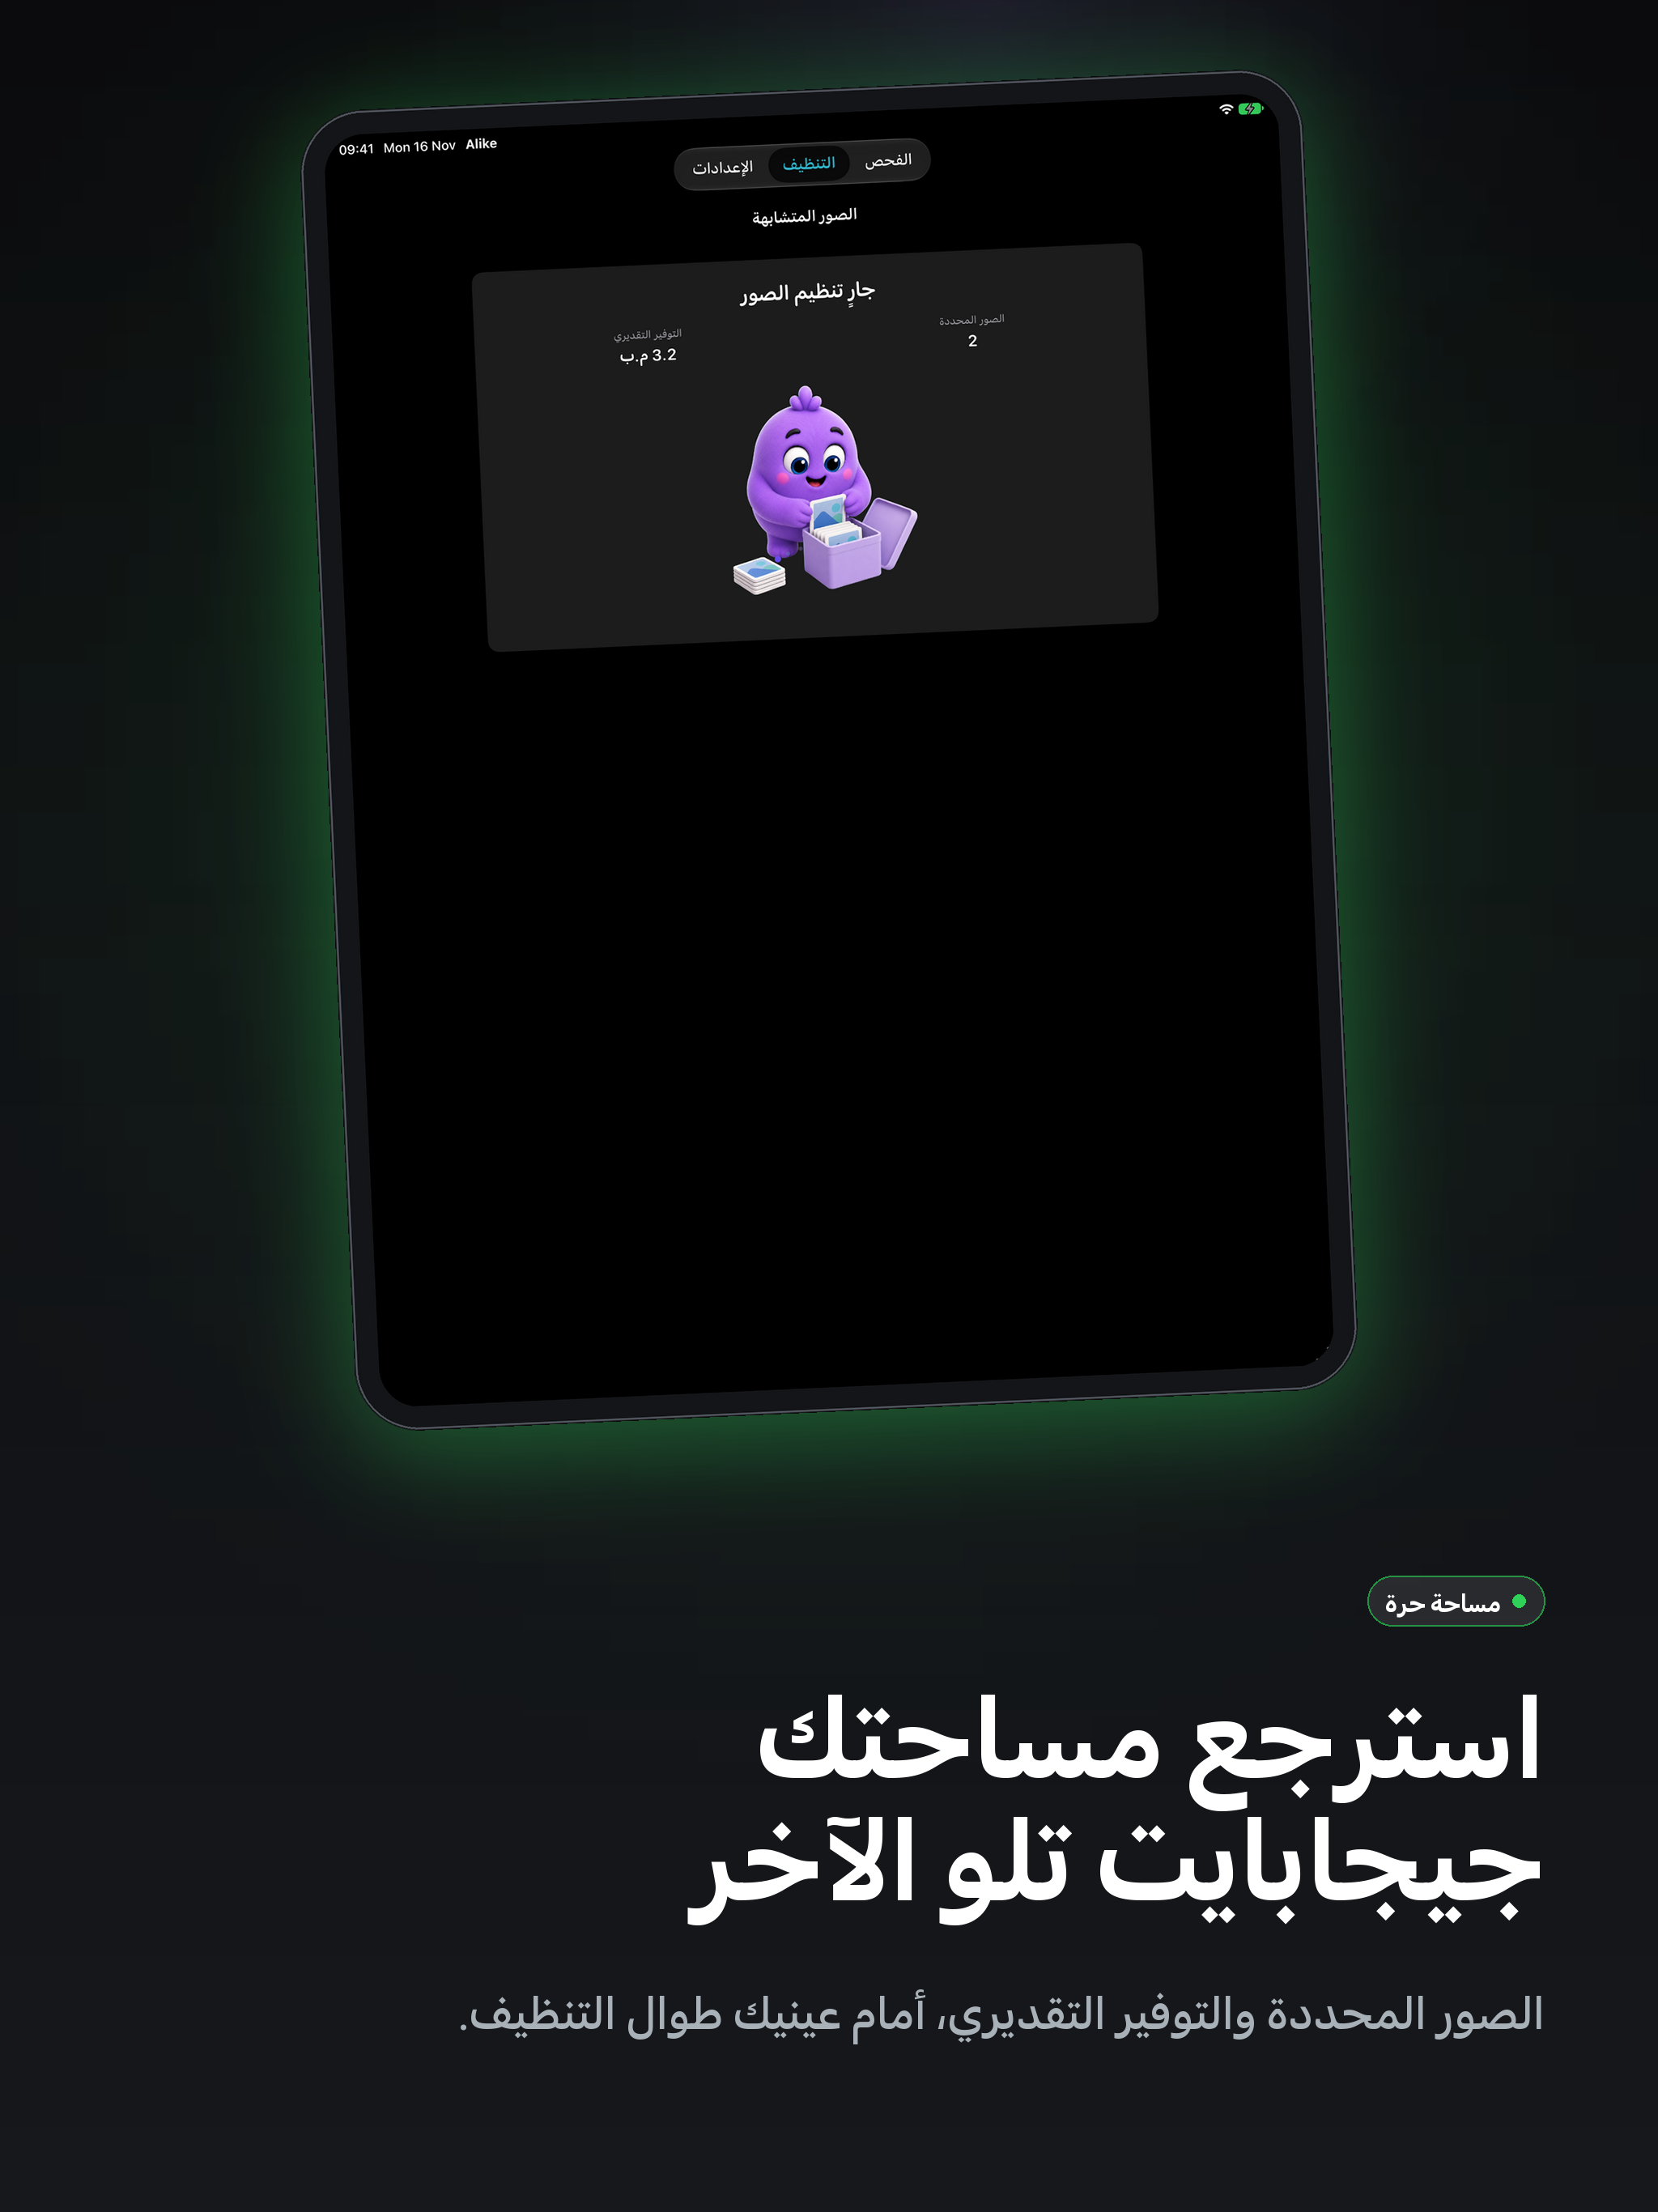 09:41 Mon 16 Nov Alike
الفحص التنظيف الإعدادات
الصور المتشابهة
جارٍ تنظيم الصور
الصور المحددة
2
التوفير التقديري
3.2 م.ب
مساحة حرة
استرجع مساحتك
جيجابايت تلو الآخر
الصور المحددة والتوفير التقديري، أمام عينيك طوال التنظيف.